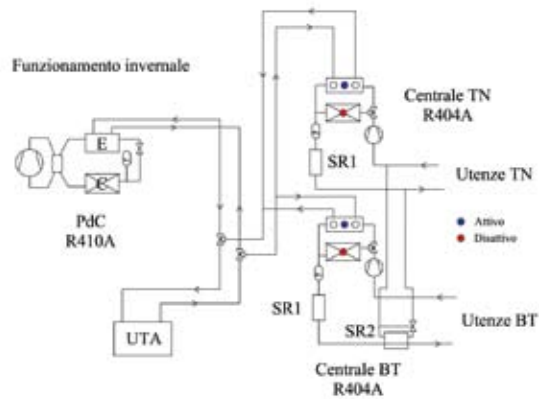 Funzionamento invernale
E
C
PdC
R410A
UTA
Centrale TN
R404A
SR1
Utenze TN
Attivo
Disattivo
SR1
SR2
Utenze BT
Centrale BT
R404A